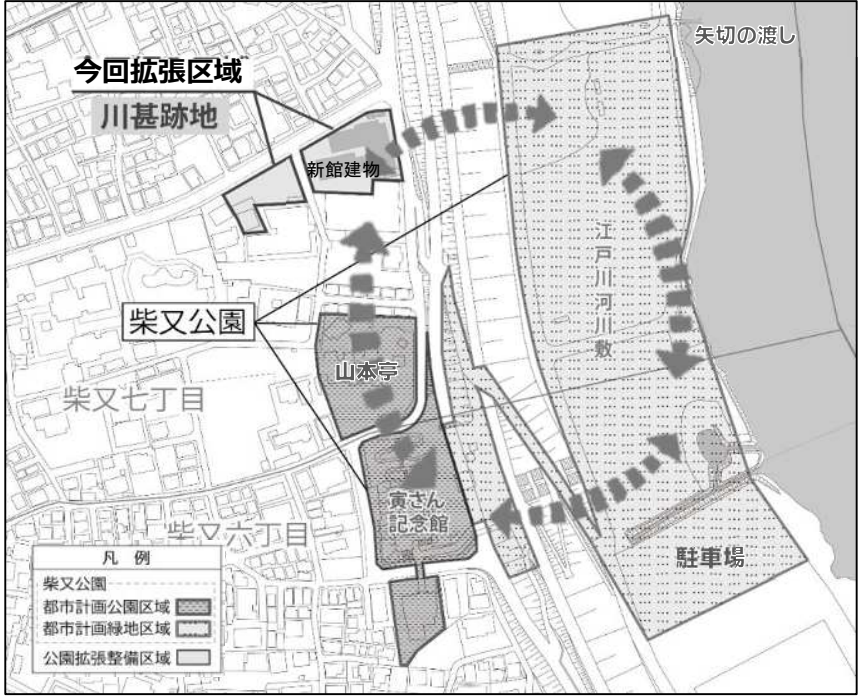 矢切の渡し
今回拡張区域
川甚跡地
新館建物
江戸川河川敷
柴又公園
山本亭
柴又七丁目
寅さん
記念館
柴又六丁目
駐車場
凡 例
柴又公園
都市計画公園区域
都市計画緑地区域
公園拡張整備区域